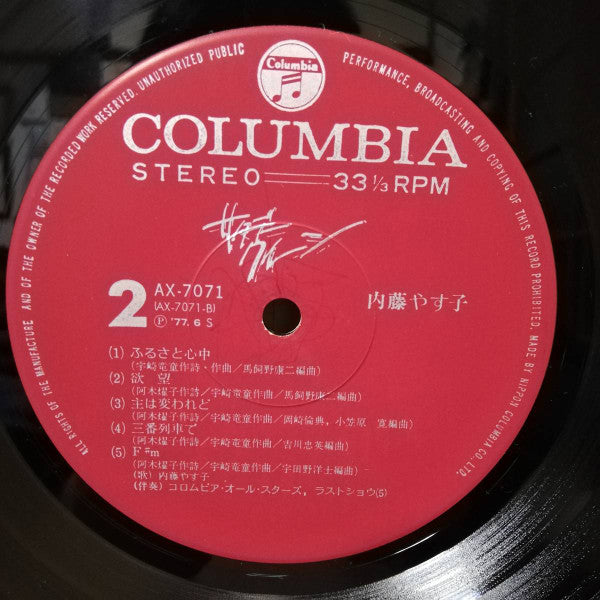 ALL RIGHTS OF THE MANUFACTURER AND OF THE OWNER OF THE RECORDED WORK RESERVED. UNAUTHORIZED PUBLIC PERFORMANCE, BROADCASTING AND COPYING OF THIS RECORD PROHIBITED. MADE BY NIPPON COLUMBIA CO., LTD.
Columbia
COLUMBIA
STEREO 33 1/3 RPM
サタデー
クイーン
2
AX-7071
(AX-7071-B)
Ⓟ '77. 6 S
内藤やす子
(1) ふるさと心中
(宇崎竜童作詩・作曲/馬飼野康二編曲)
(2) 欲 望
(阿木燿子作詩/宇崎竜童作曲/馬飼野康二編曲)
(3) 主は変われど
(阿木燿子作詩/宇崎竜童作曲/岡崎倫典, 小笠原 寛編曲)
(4) 三番列車で
(阿木燿子作詩/宇崎竜童作曲/吉川忠英編曲)
(5) F♯m
(阿木燿子作詩/宇崎竜童作曲/宇田野洋士編曲)
(歌) 内藤やす子
(伴奏) コロムビア・オール・スターズ, ラストショウ(5)